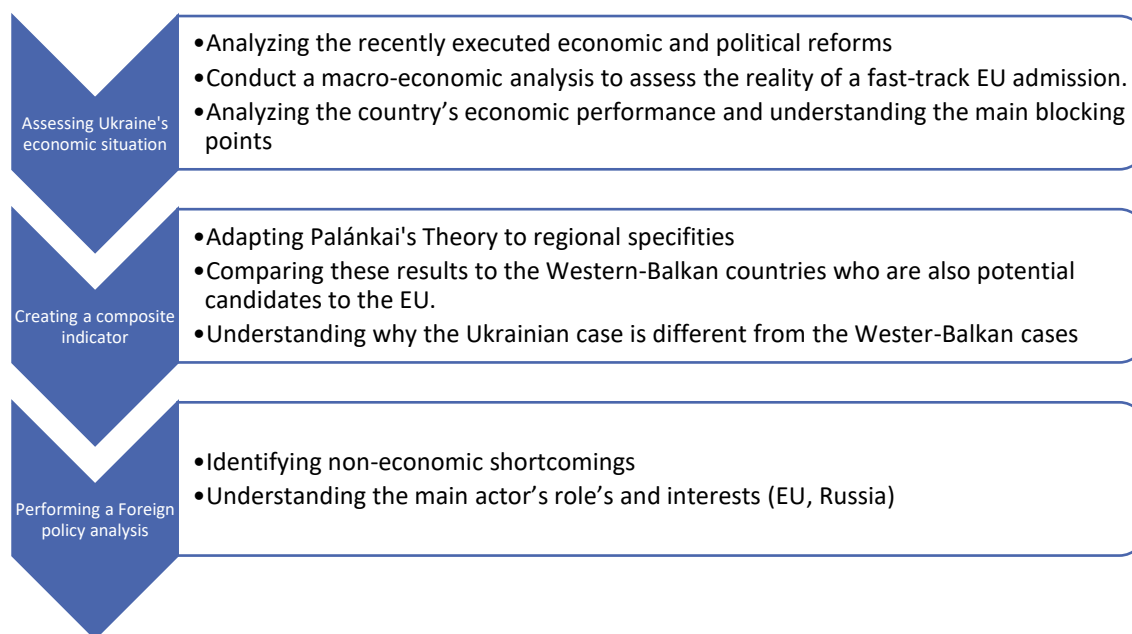 Assessing Ukraine's
economic situation
•Analyzing the recently executed economic and political reforms
•Conduct a macro-economic analysis to assess the reality of a fast-track EU admission.
•Analyzing the country’s economic performance and understanding the main blocking
points
Creating a composite
indicator
•Adapting Palánkai's Theory to regional specifities
•Comparing these results to the Western-Balkan countries who are also potential
candidates to the EU.
•Understanding why the Ukrainian case is different from the Wester-Balkan cases
Performing a Foreign
policy analysis
•Identifying non-economic shortcomings
•Understanding the main actor’s role’s and interests (EU, Russia)